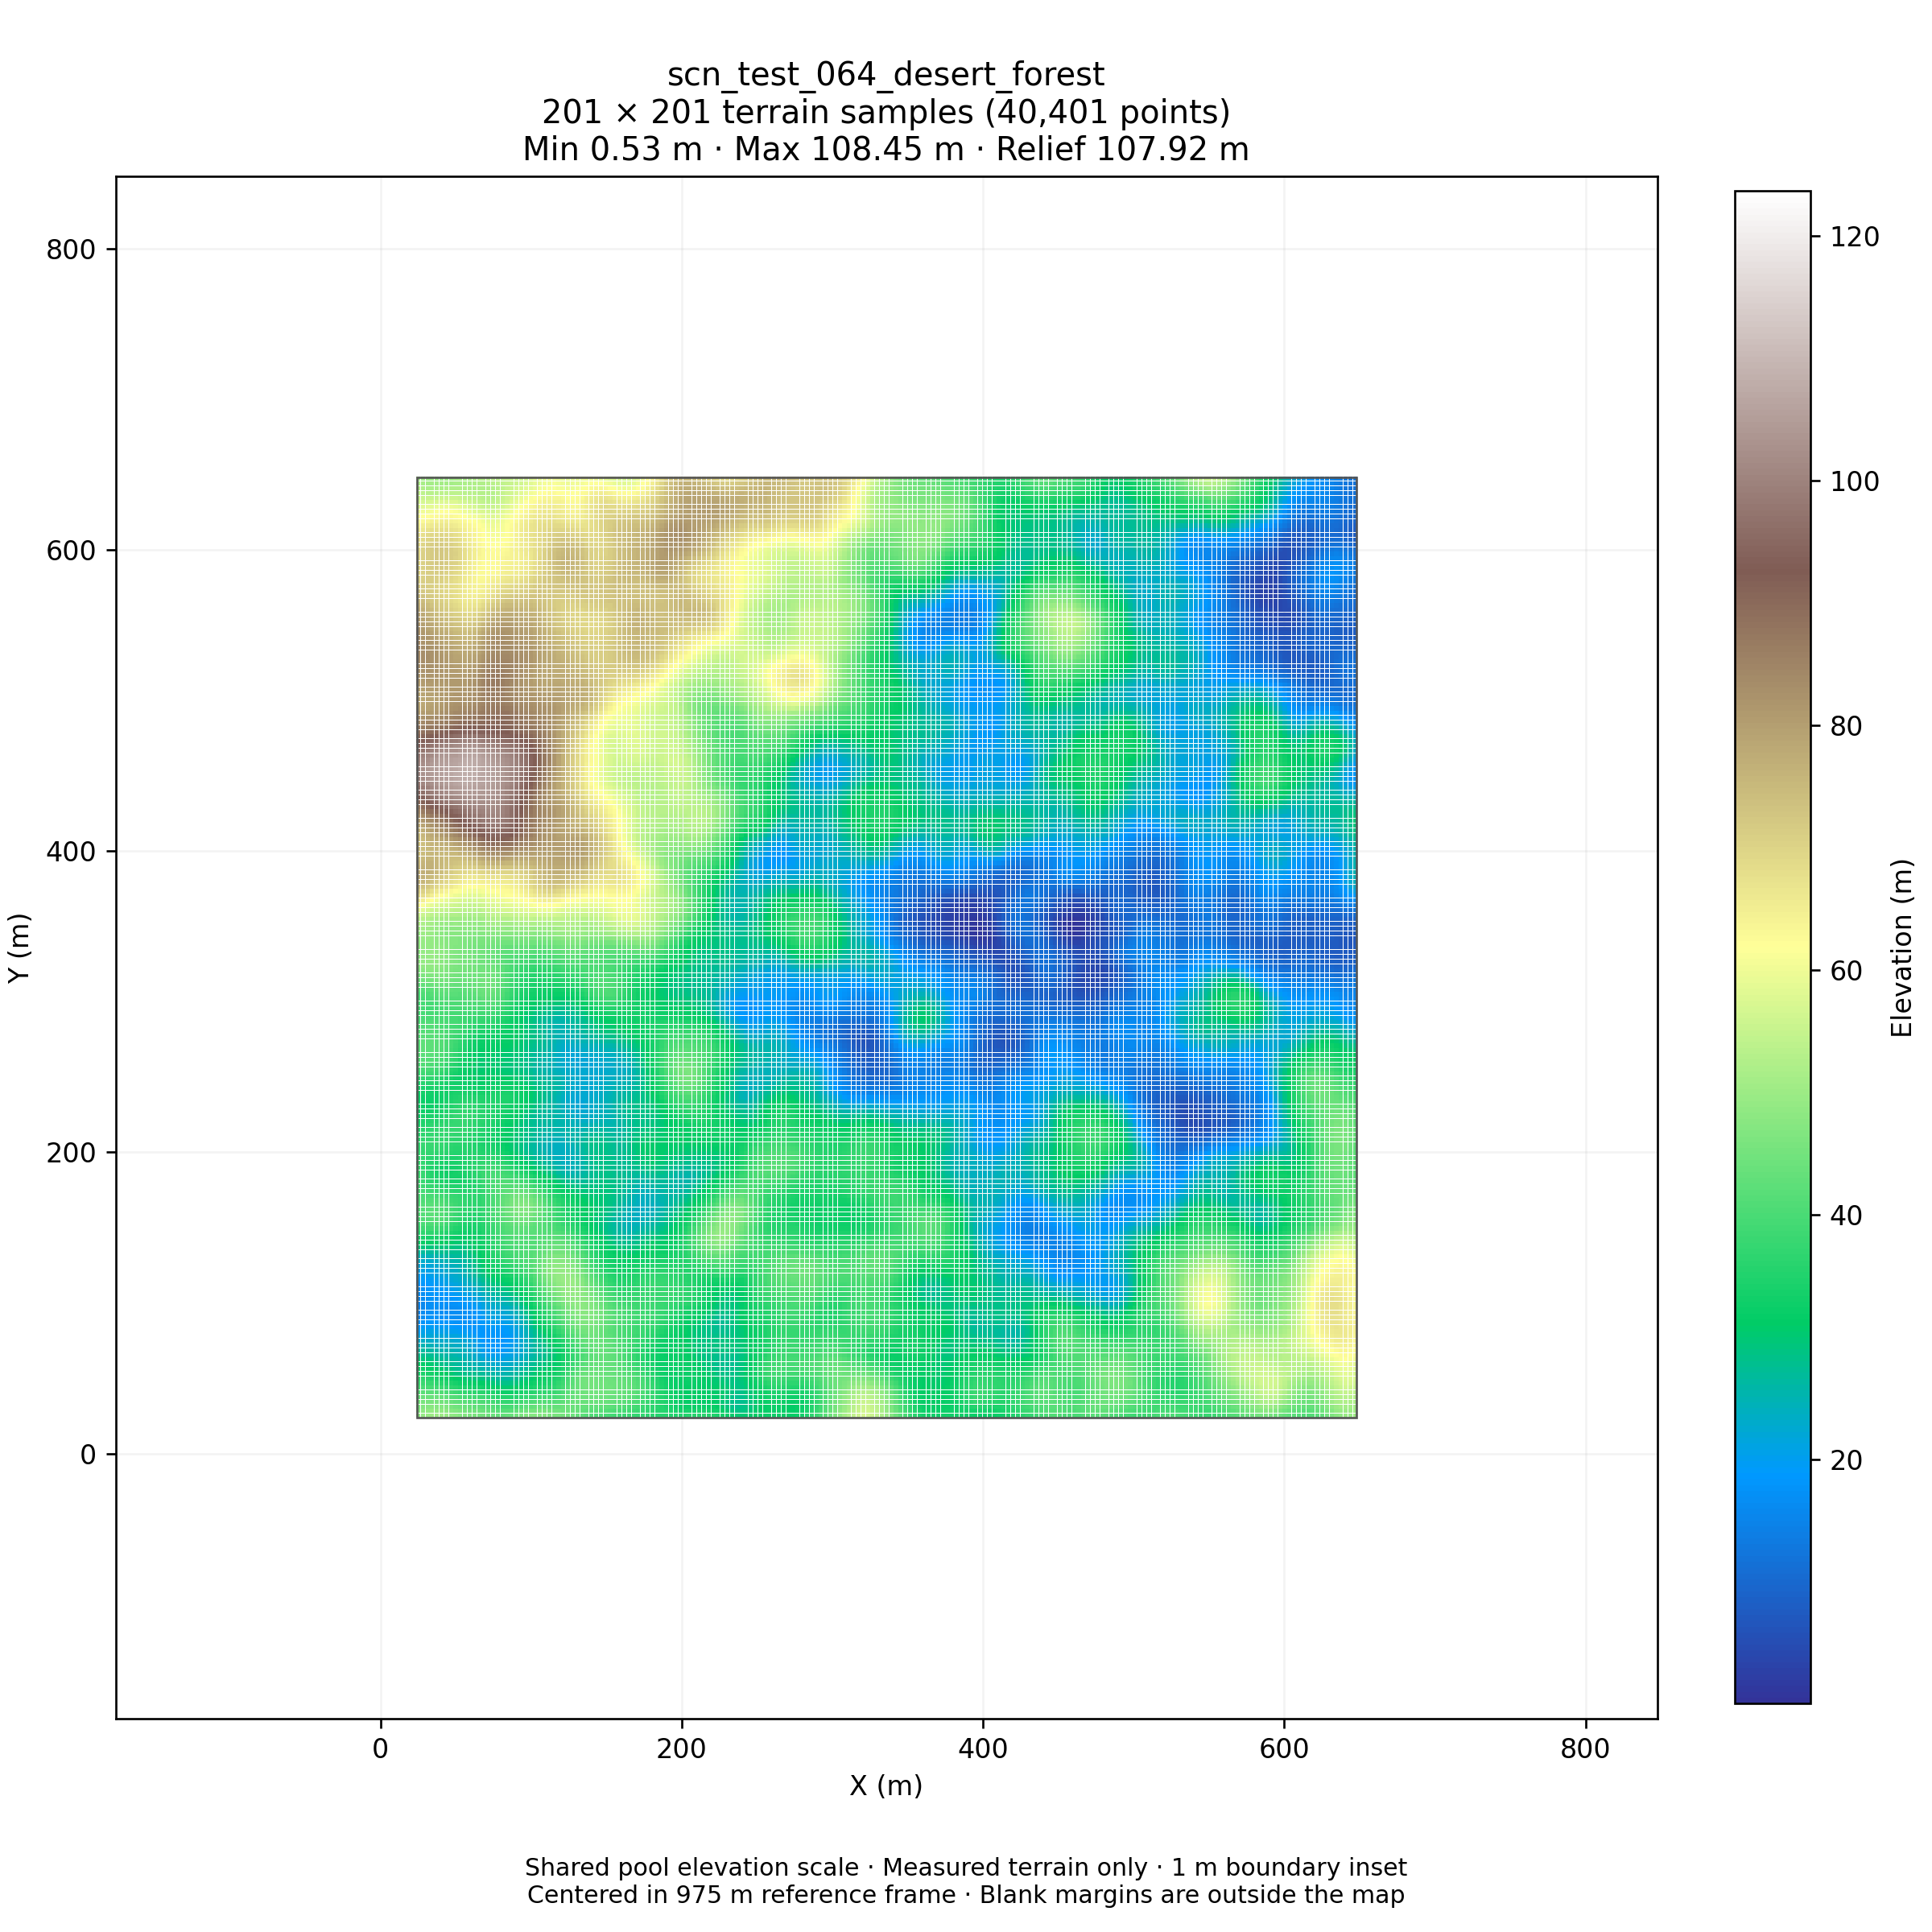 scn_test_064_desert_forest
201 × 201 terrain samples (40,401 points)
Min 0.53 m · Max 108.45 m · Relief 107.92 m
800
600
400
200
0
Y (m)
0
200
400
600
800
X (m)
120
100
80
60
40
20
Elevation (m)
Shared pool elevation scale · Measured terrain only · 1 m boundary inset
Centered in 975 m reference frame · Blank margins are outside the map